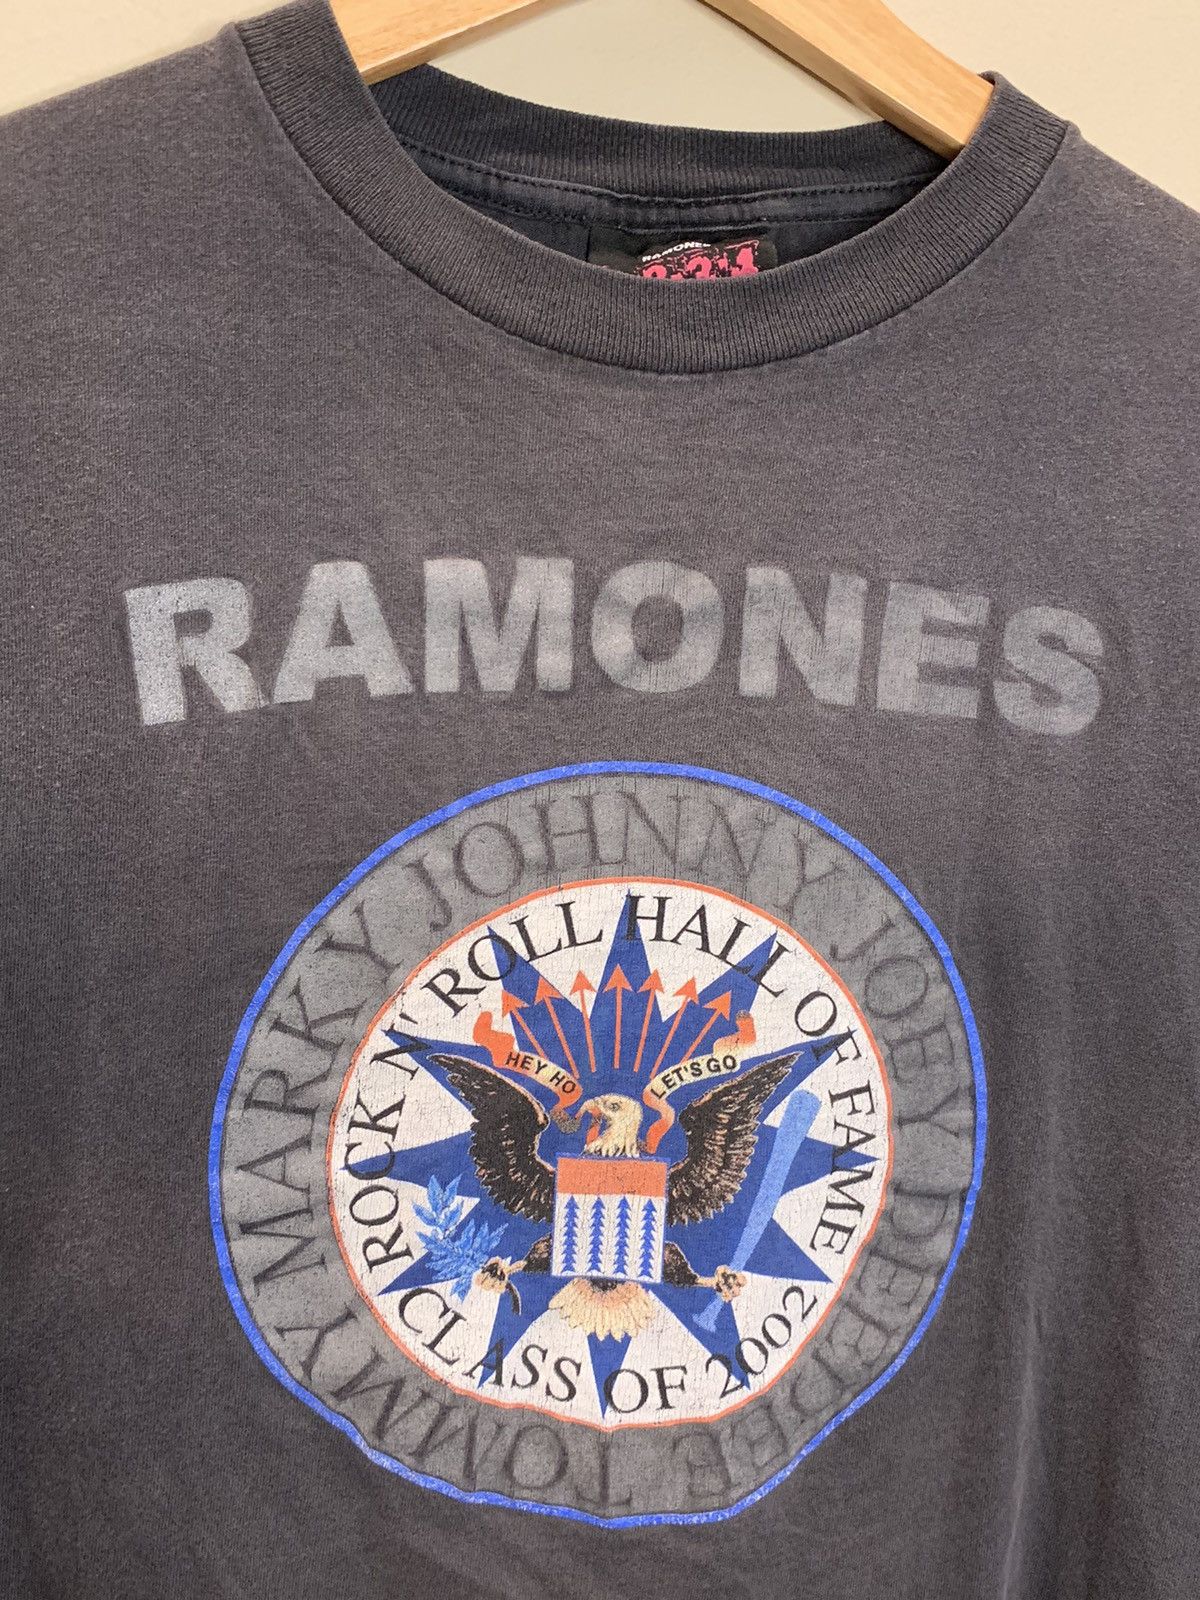 RAMONES
RAMONES
JOHNNY JOEY DEE DEE TOMMY MARKY
ROCK N' ROLL HALL OF FAME
HEY HO LET'S GO
CLASS OF 2002